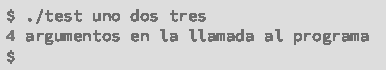 $ ./test uno dos tres
4 argumentos en la llamada al programa
$